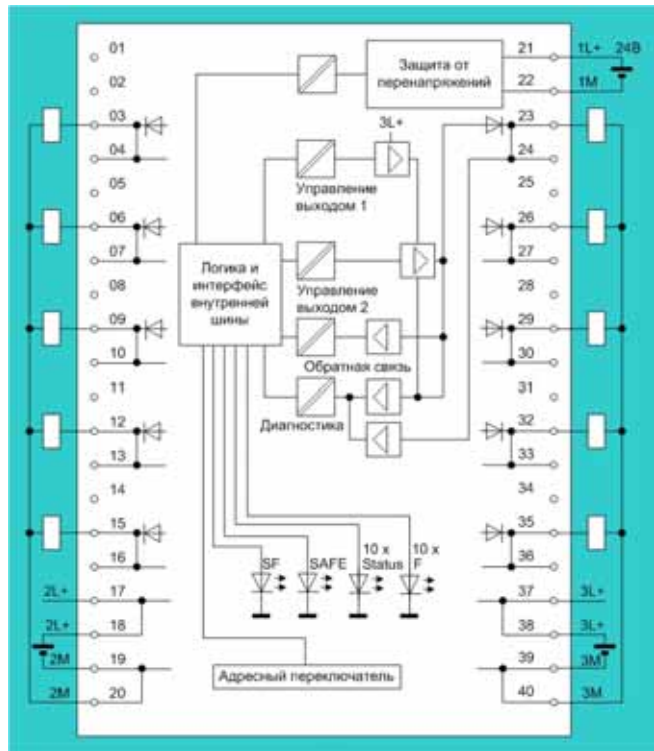 01
02
03
04
05
06
07
08
09
10
11
12
13
14
15
16
17
18
19
20
2L+
2L+
2M
2M
Защита от
перенапряжений
3L+
Управление
выходом 1
Логика и
интерфейс
внутренней
шины
Управление
выходом 2
Обратная связь
Диагностика
SF
SAFE
10 x
Status
10 x
F
Адресный переключатель
21
22
23
24
25
26
27
28
29
30
31
32
33
34
35
36
37
38
39
40
1L+ 24В
1M
3L+
3L+
3M
3M